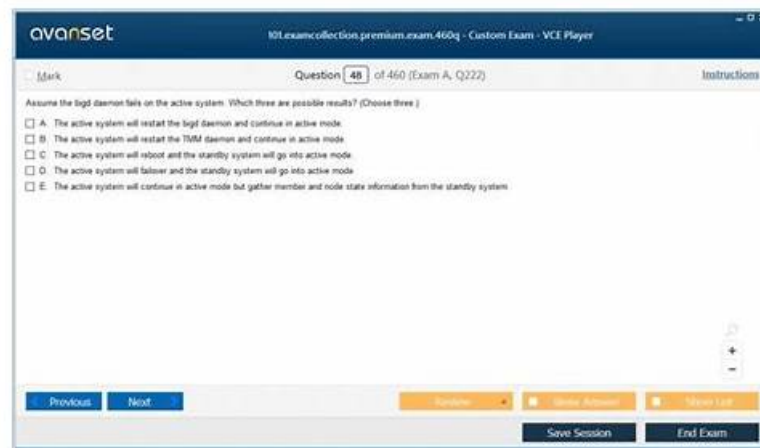 avanset
101.examcollection.premium.exam.460q - Custom Exam - VCE Player
Mark
Question 48 of 460 (Exam A, Q222)
Instructions
Assume the bigd daemon fails on the active system. Which three are possible results? (Choose three.)
A. The active system will restart the bigd daemon and continue in active mode.
B. The active system will restart the TMM daemon and continue in active mode.
C. The active system will reboot and the standby system will go into active mode.
D. The active system will failover and the standby system will go into active mode.
E. The active system will continue in active mode but gather member and node state information from the standby system
Previous
Next
Review
Show Answer
Show List
Save Session
End Exam